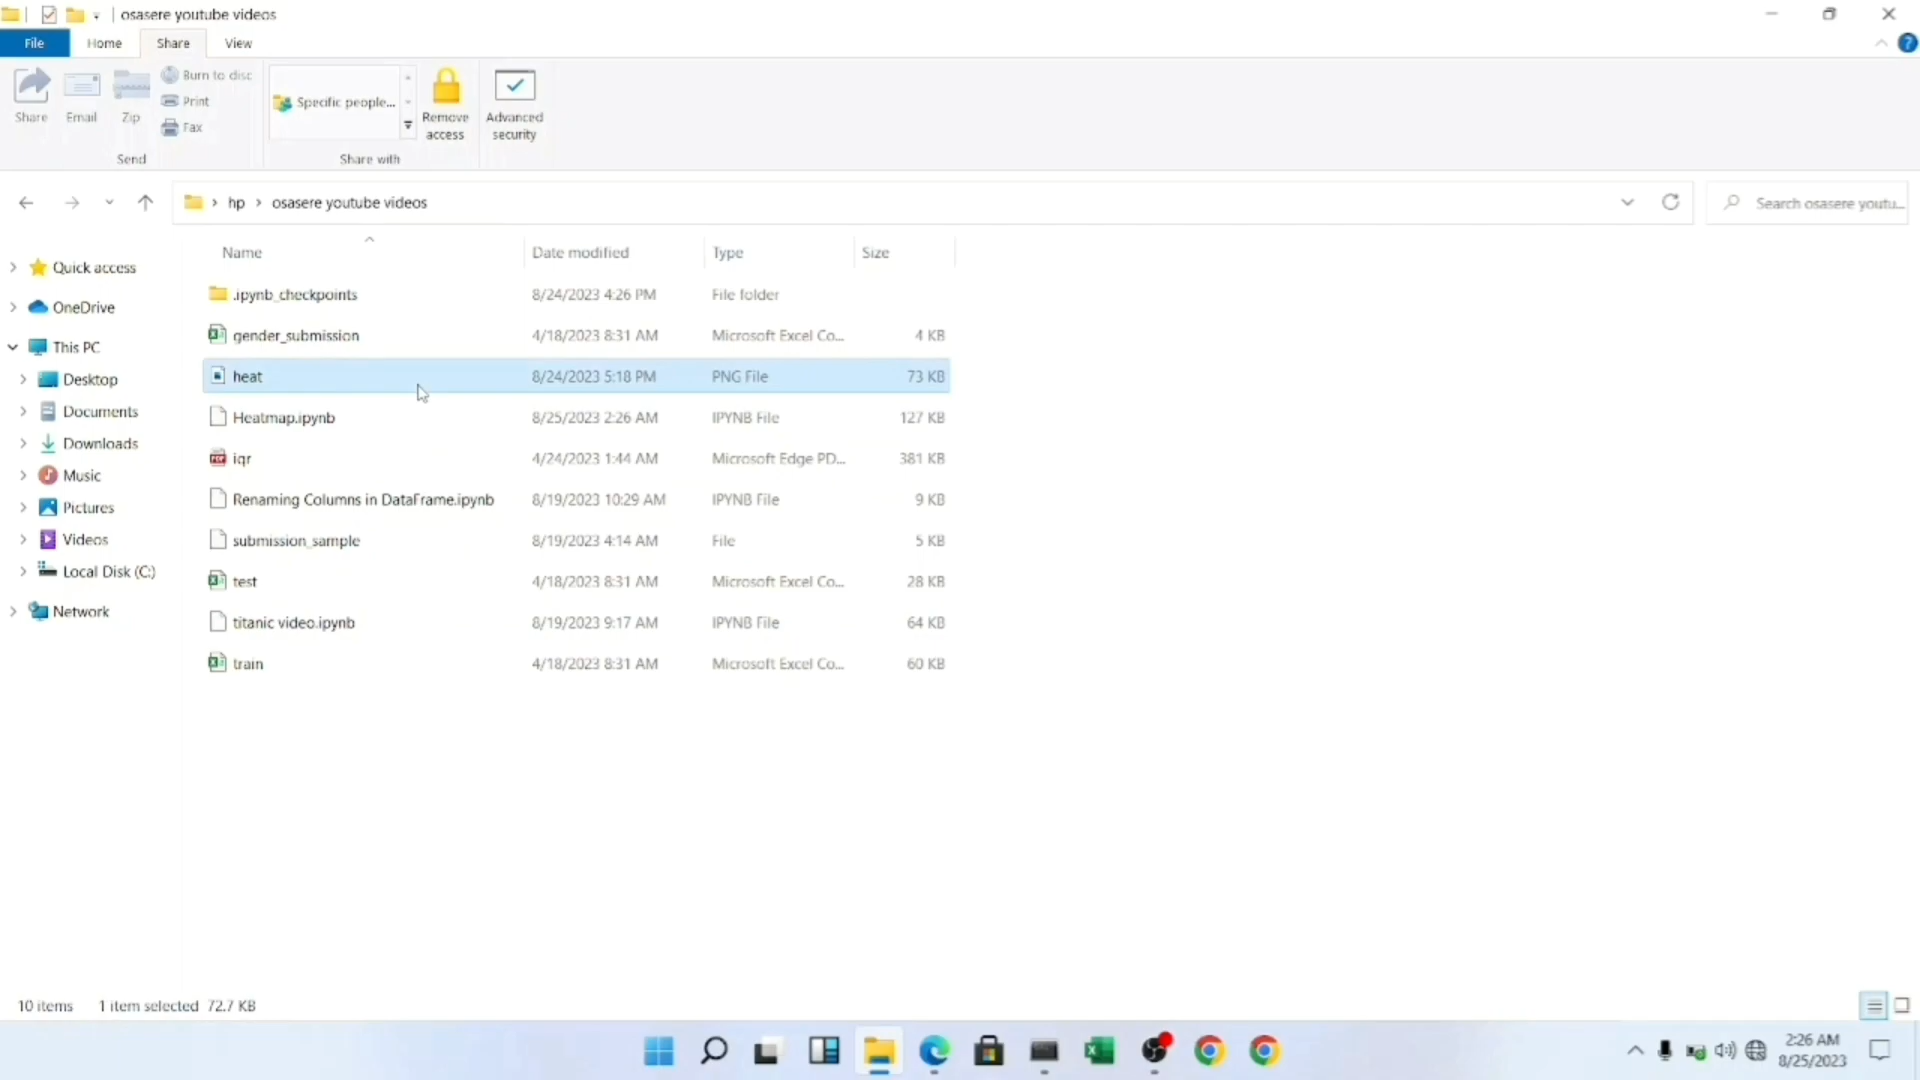 osasere youtube videos
File Home Share View
Share Email Zip Burn to disc
Print
Fax
Send
Specific people...
Remove access
Share with
Advanced security
hp > osasere youtube videos
Search osasere youtu...
Quick access
OneDrive
This PC
Desktop
Documents
Downloads
Music
Pictures
Videos
Local Disk (C:)
Network
Name Date modified Type Size
.ipynb_checkpoints 8/24/2023 4:26 PM File folder
gender_submission 4/18/2023 8:31 AM Microsoft Excel Co... 4 KB
heat 8/24/2023 5:18 PM PNG File 73 KB
Heatmap.ipynb 8/25/2023 2:26 AM IPYNB File 127 KB
iqr 4/24/2023 1:44 AM Microsoft Edge PD... 381 KB
Renaming Columns in DataFrame.ipynb 8/19/2023 10:29 AM IPYNB File 9 KB
submission_sample 8/19/2023 4:14 AM File 5 KB
test 4/18/2023 8:31 AM Microsoft Excel Co... 28 KB
titanic video.ipynb 8/19/2023 9:17 AM IPYNB File 64 KB
train 4/18/2023 8:31 AM Microsoft Excel Co... 60 KB
10 items 1 item selected 72.7 KB
2:26 AM
8/25/2023